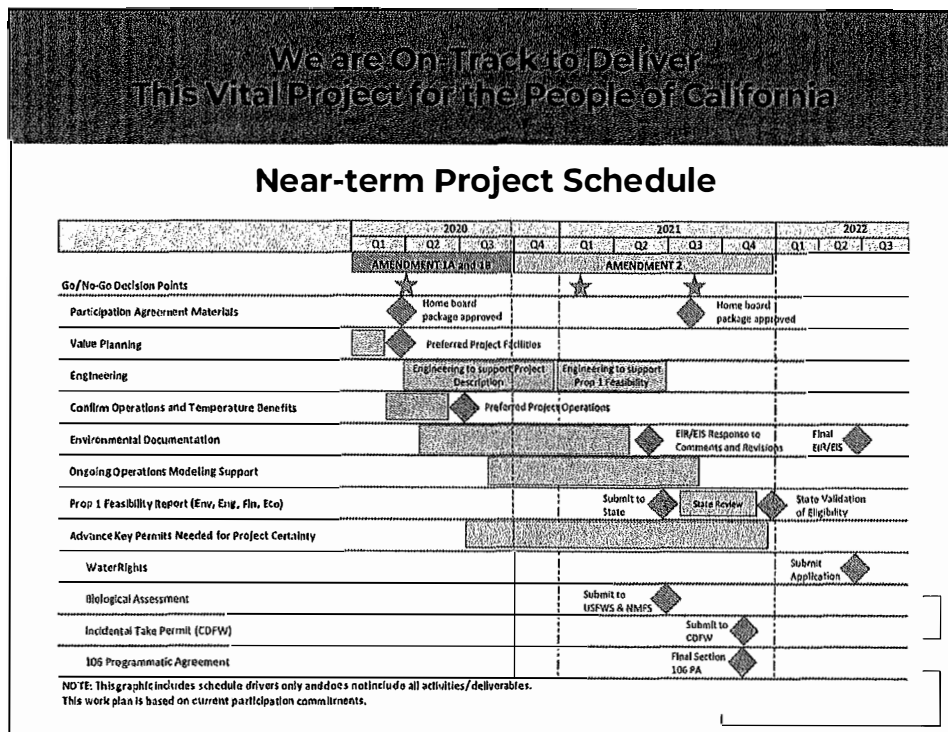 We are On-Track to Deliver
This Vital Project for the People of California
Near-term Project Schedule
2020 2021 2022
Q1 Q2 Q3 Q4 Q1 Q2 Q3 Q4 Q1 Q2 Q3
AMENDMENT 1A and 1B AMENDMENT 2
Go/No-Go Decision Points
Participation Agreement Materials
Home board
package approved
Home board
package approved
Value Planning
Preferred Project Facilities
Engineering
Engineering to support Project
Description
Engineering to support
Prop 1 Feasibility
Confirm Operations and Temperature Benefits
Preferred Project Operations
Environmental Documentation
EIR/EIS Response to
Comments and Revisions
Final
EIR/EIS
Ongoing Operations Modeling Support
Prop 1 Feasibility Report (Env, Eng, Fin, Eco)
Submit to
State
State Review
State Validation
of Eligibility
Advance Key Permits Needed for Project Certainty
Water Rights
Submit
Application
Biological Assessment
Submit to
USFWS & NMFS
Incidental Take Permit (CDFW)
Submit to
CDFW
106 Programmatic Agreement
Final Section
106 PA
NOTE: This graphic includes schedule drivers only and does not include all activities/deliverables.
This work plan is based on current participation commitments.